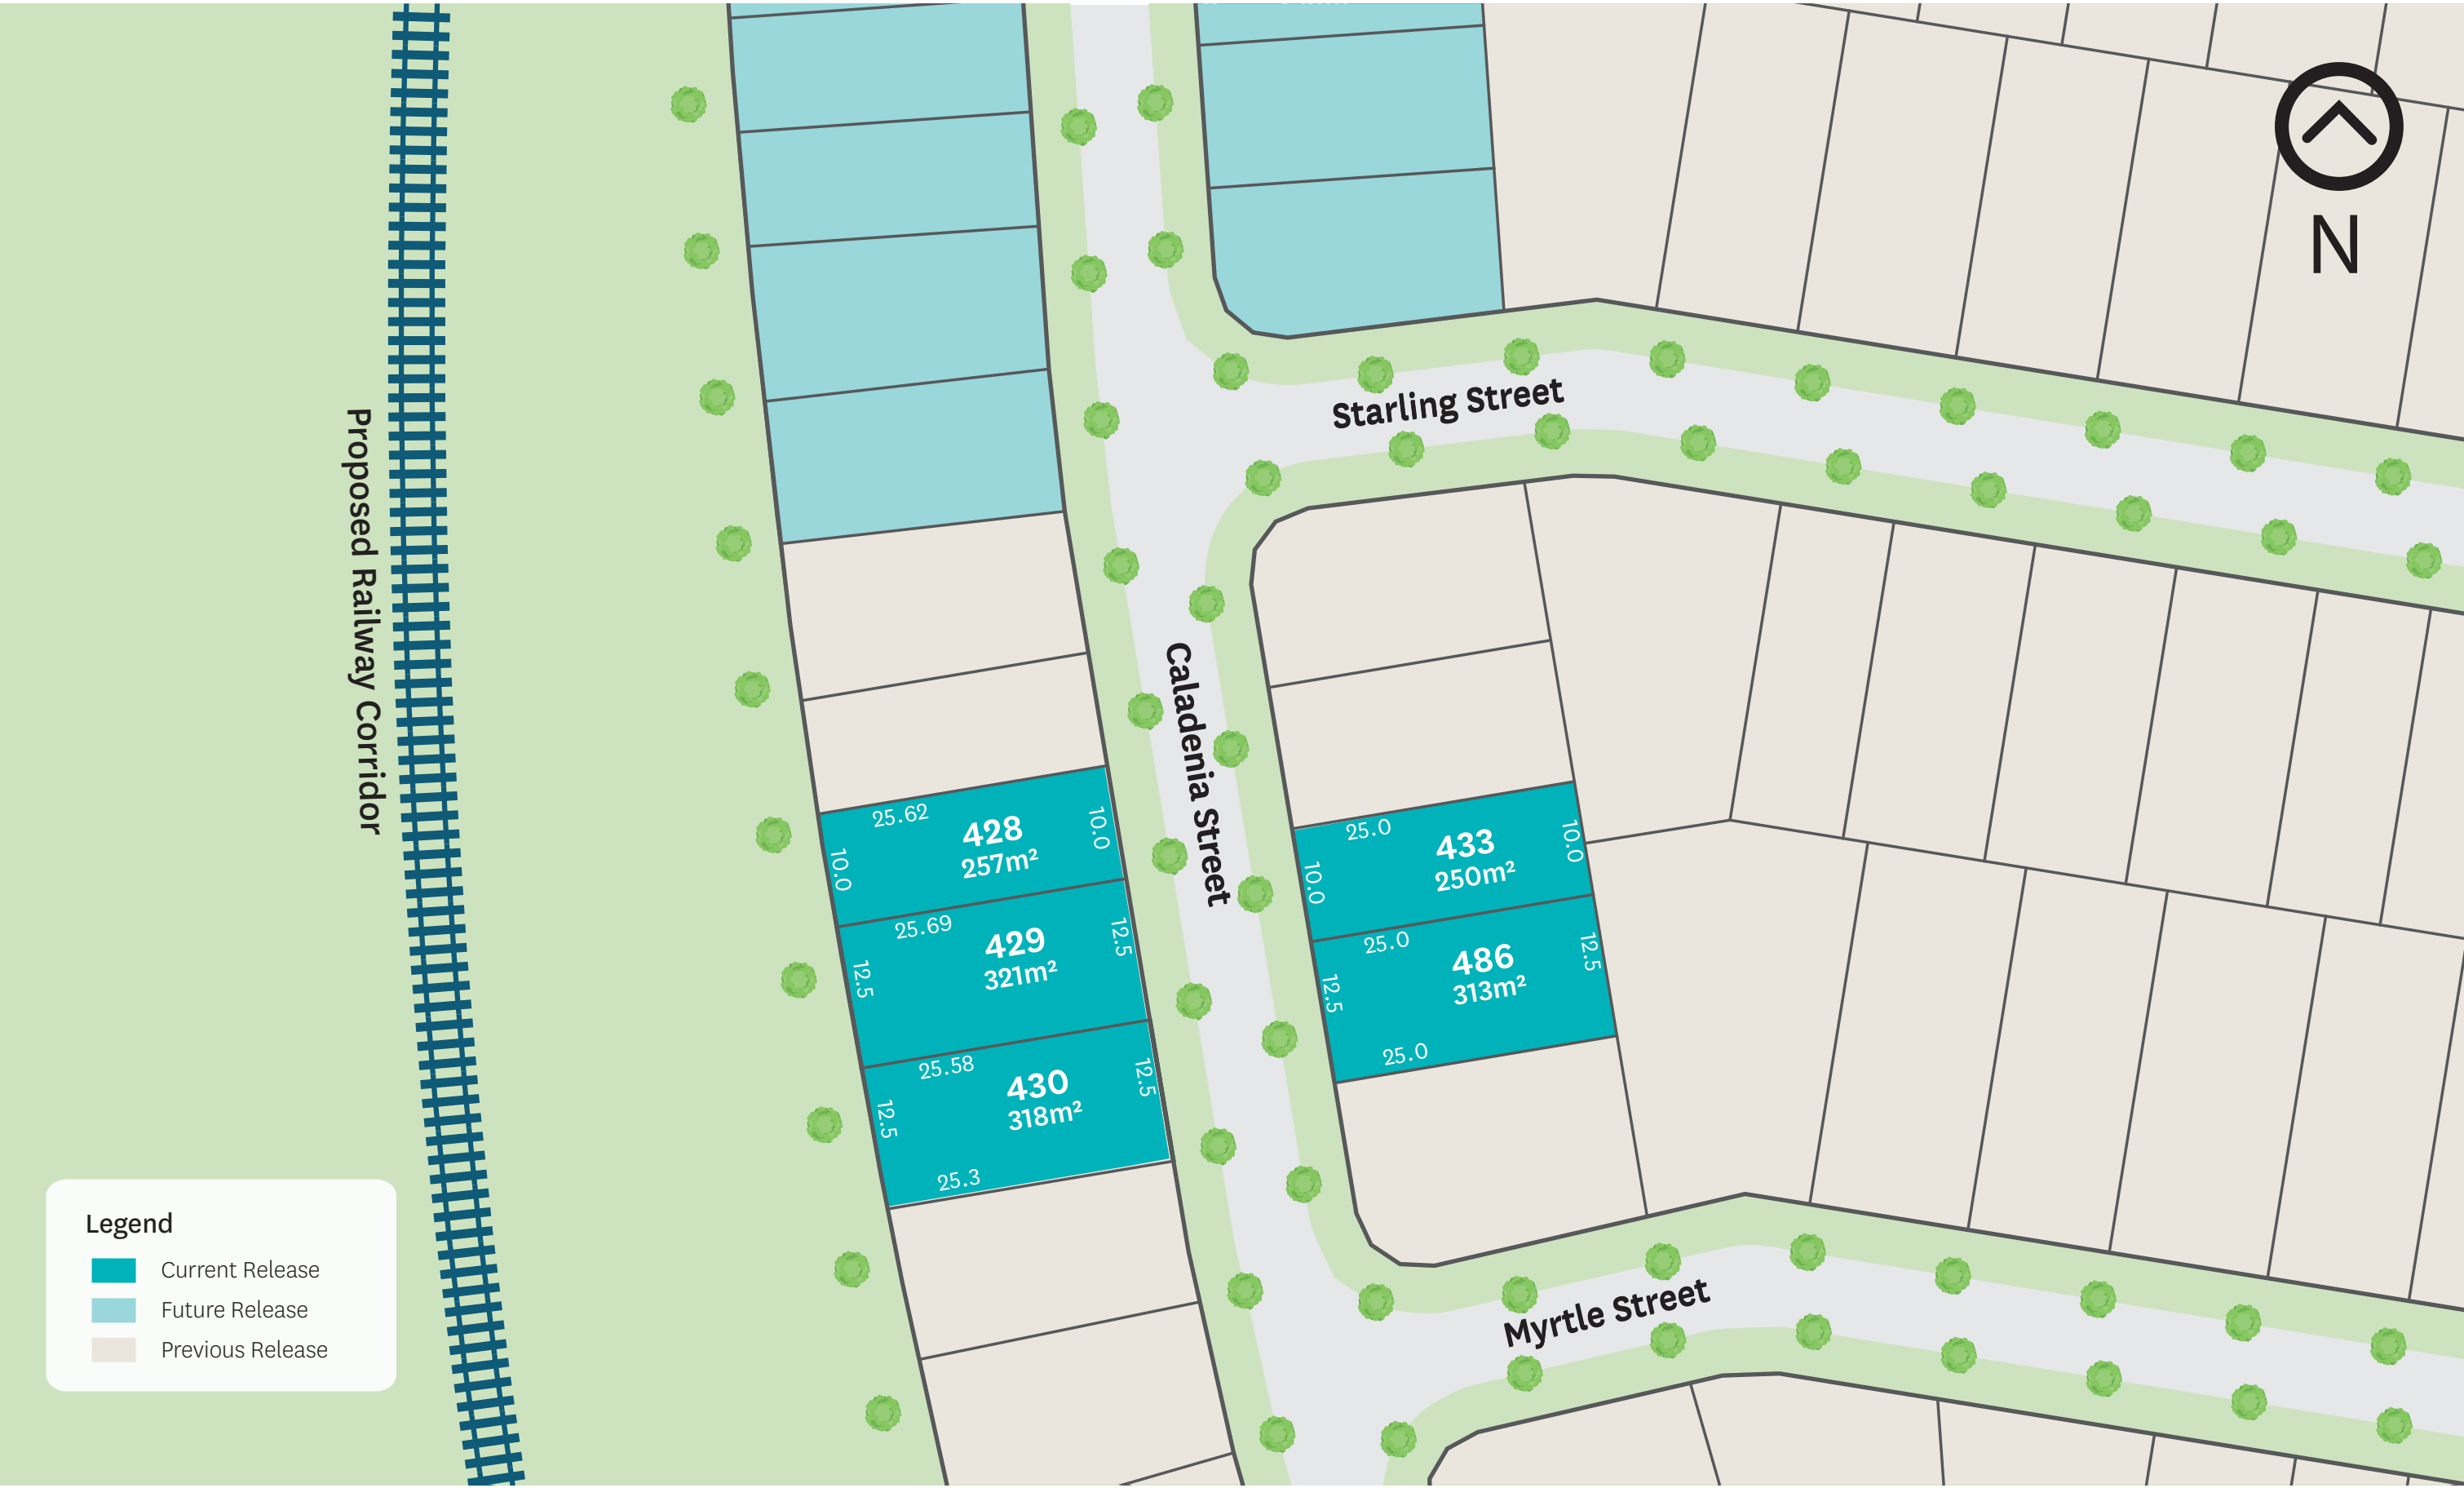 N
Starling Street
Proposed Railway Corridor
Caladenia Street
25.62
428
257m²
10.0
10.0
25.69
429
321m²
12.5
12.5
25.58
430
318m²
12.5
12.5
25.3
25.0
433
250m²
10.0
10.0
25.0
486
313m²
12.5
12.5
25.0
Myrtle Street
Legend
Current Release
Future Release
Previous Release